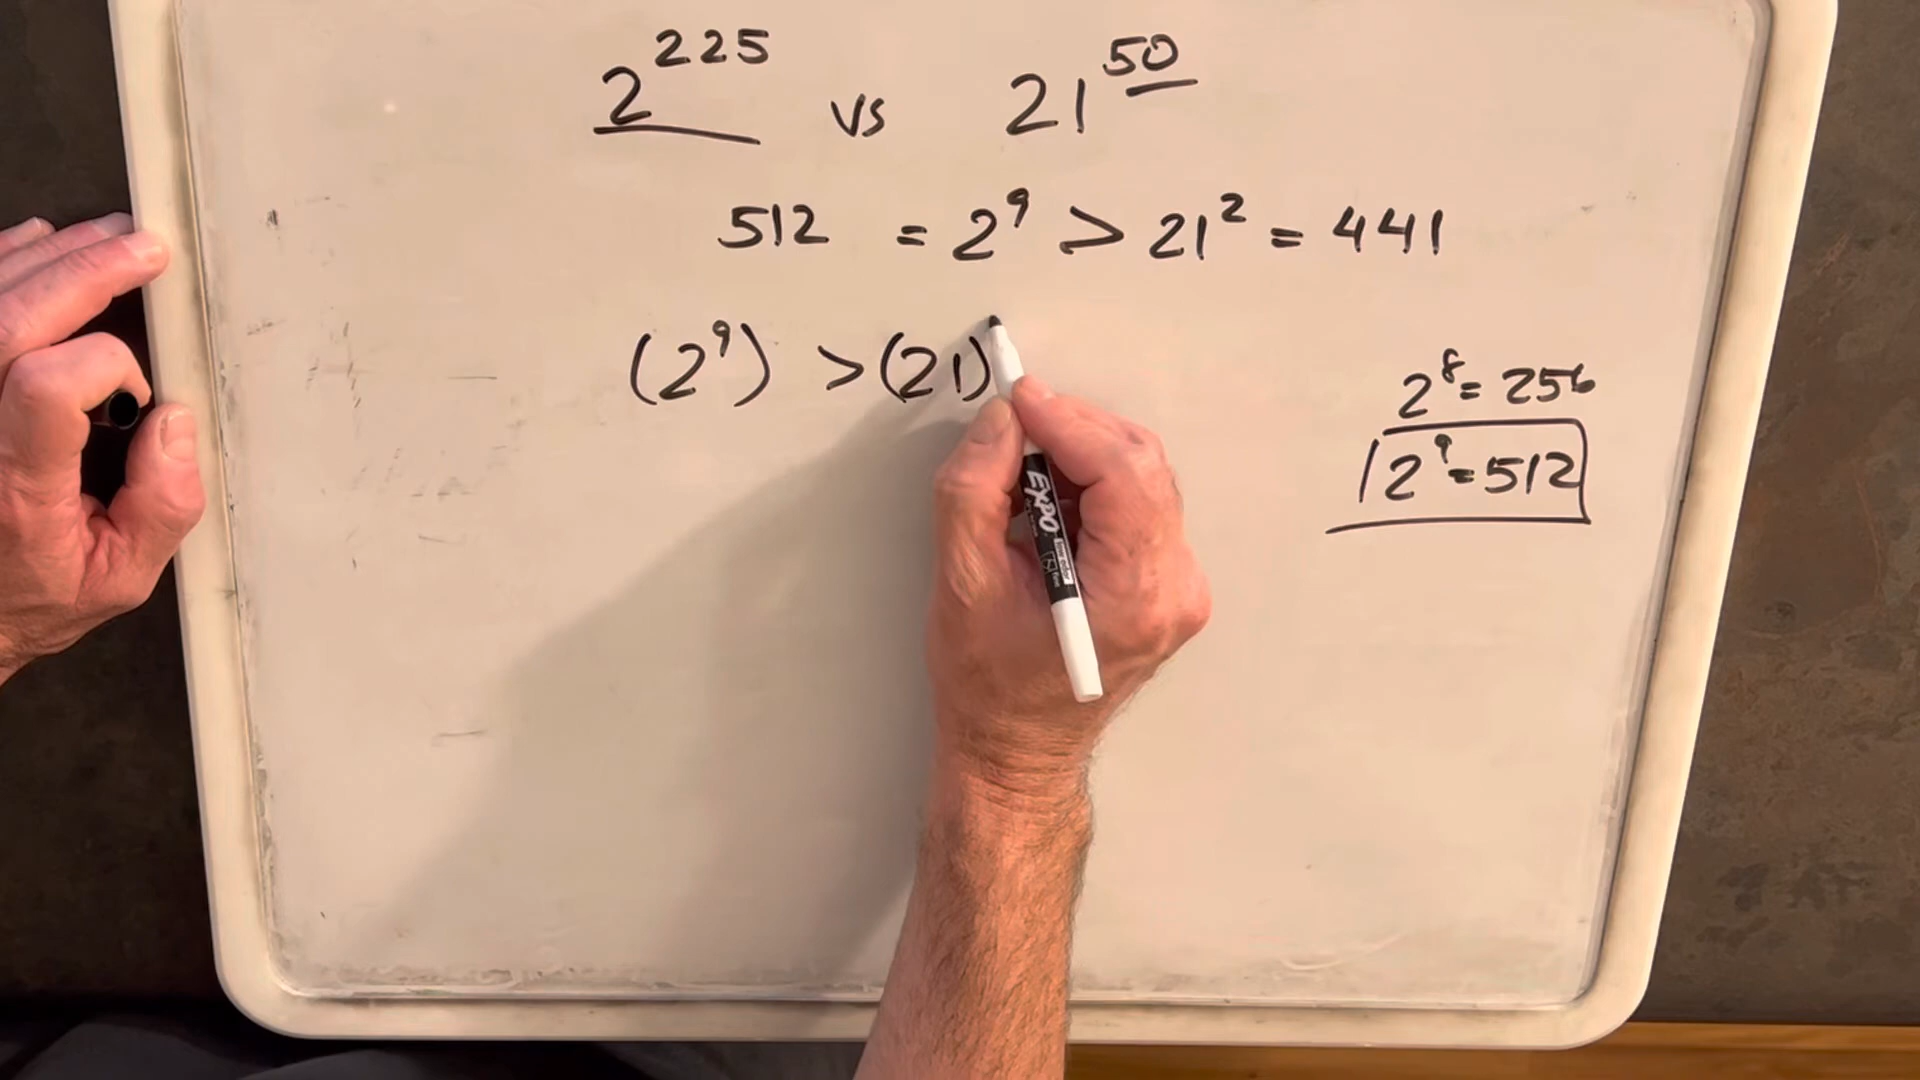 2^225 vs 21^50
512 = 2^9 > 21^2 = 441
(2^9) > (21)
2^8 = 256
2^9 = 512
EXPO